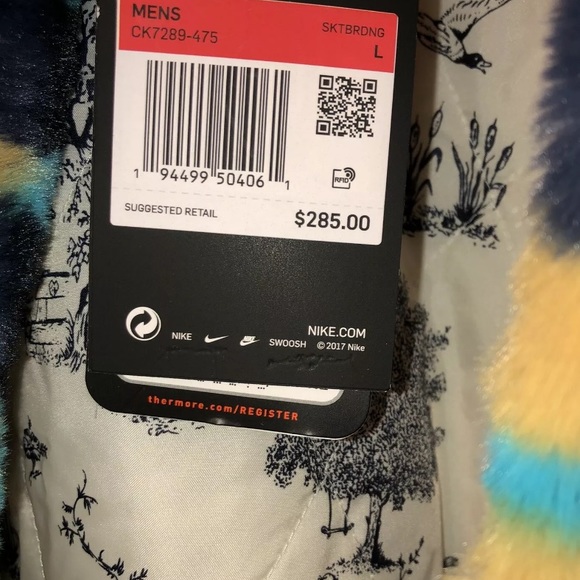 MENS
CK7289-475
SKTBRDNG
L
1 94499 50406 1
RFID
SUGGESTED RETAIL
$285.00
NIKE
SWOOSH
NIKE.COM
© 2017 Nike
thermore.com/REGISTER